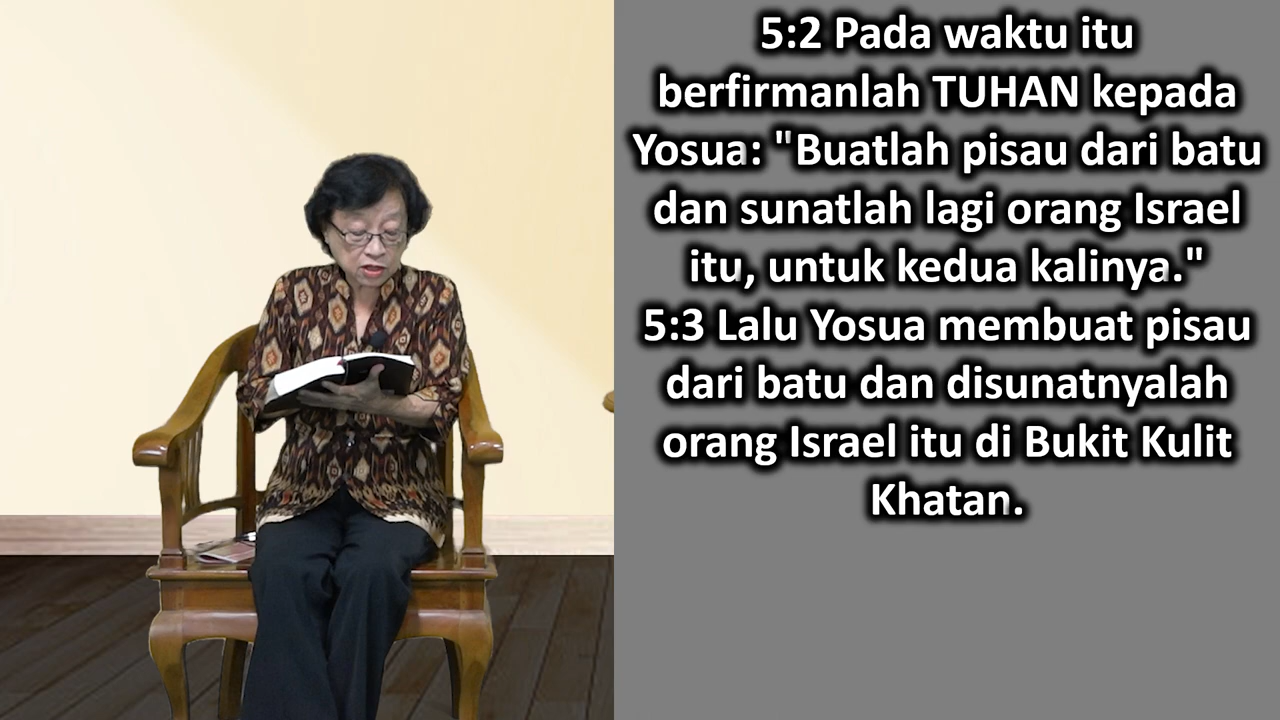 5:2 Pada waktu itu
berfirmanlah TUHAN kepada
Yosua: "Buatlah pisau dari batu
dan sunatlah lagi orang Israel
itu, untuk kedua kalinya."
5:3 Lalu Yosua membuat pisau
dari batu dan disunatnyalah
orang Israel itu di Bukit Kulit
Khatan.